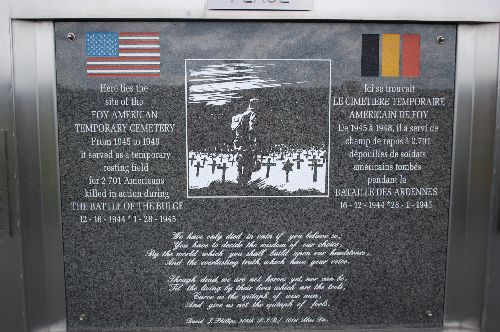 PEACE
Here lies the
site of the
FOY AMERICAN
TEMPORARY CEMETERY
From 1945 to 1948
it served as a temporary
resting field
for 2.701 Americans
killed in action during
THE BATTLE OF THE BULGE
12 - 16 - 1944 * 1 - 28 - 1945
Ici se trouvait
LE CIMETIERE TEMPORAIRE
AMERICAIN DE FOY
De 1945 à 1948, il a servi de
champ de repos à 2.701
dépouilles de soldats
américains tombés
pendant la
BATAILLE DES ARDENNES
16 - 12 - 1944 * 28 - 1 - 1945
We have only died in vain if you believe so;
You have to decide the wisdom of our choice,
By the world which you shall build upon our headstones,
And the everlasting truth, which have your voice.
Though dead, we are not heroes yet, nor can be,
'Til the living by their lives which are the tools,
Carve us the epitaph of wise men,
And give us not the epitaph of fools.
David J. Phillips,